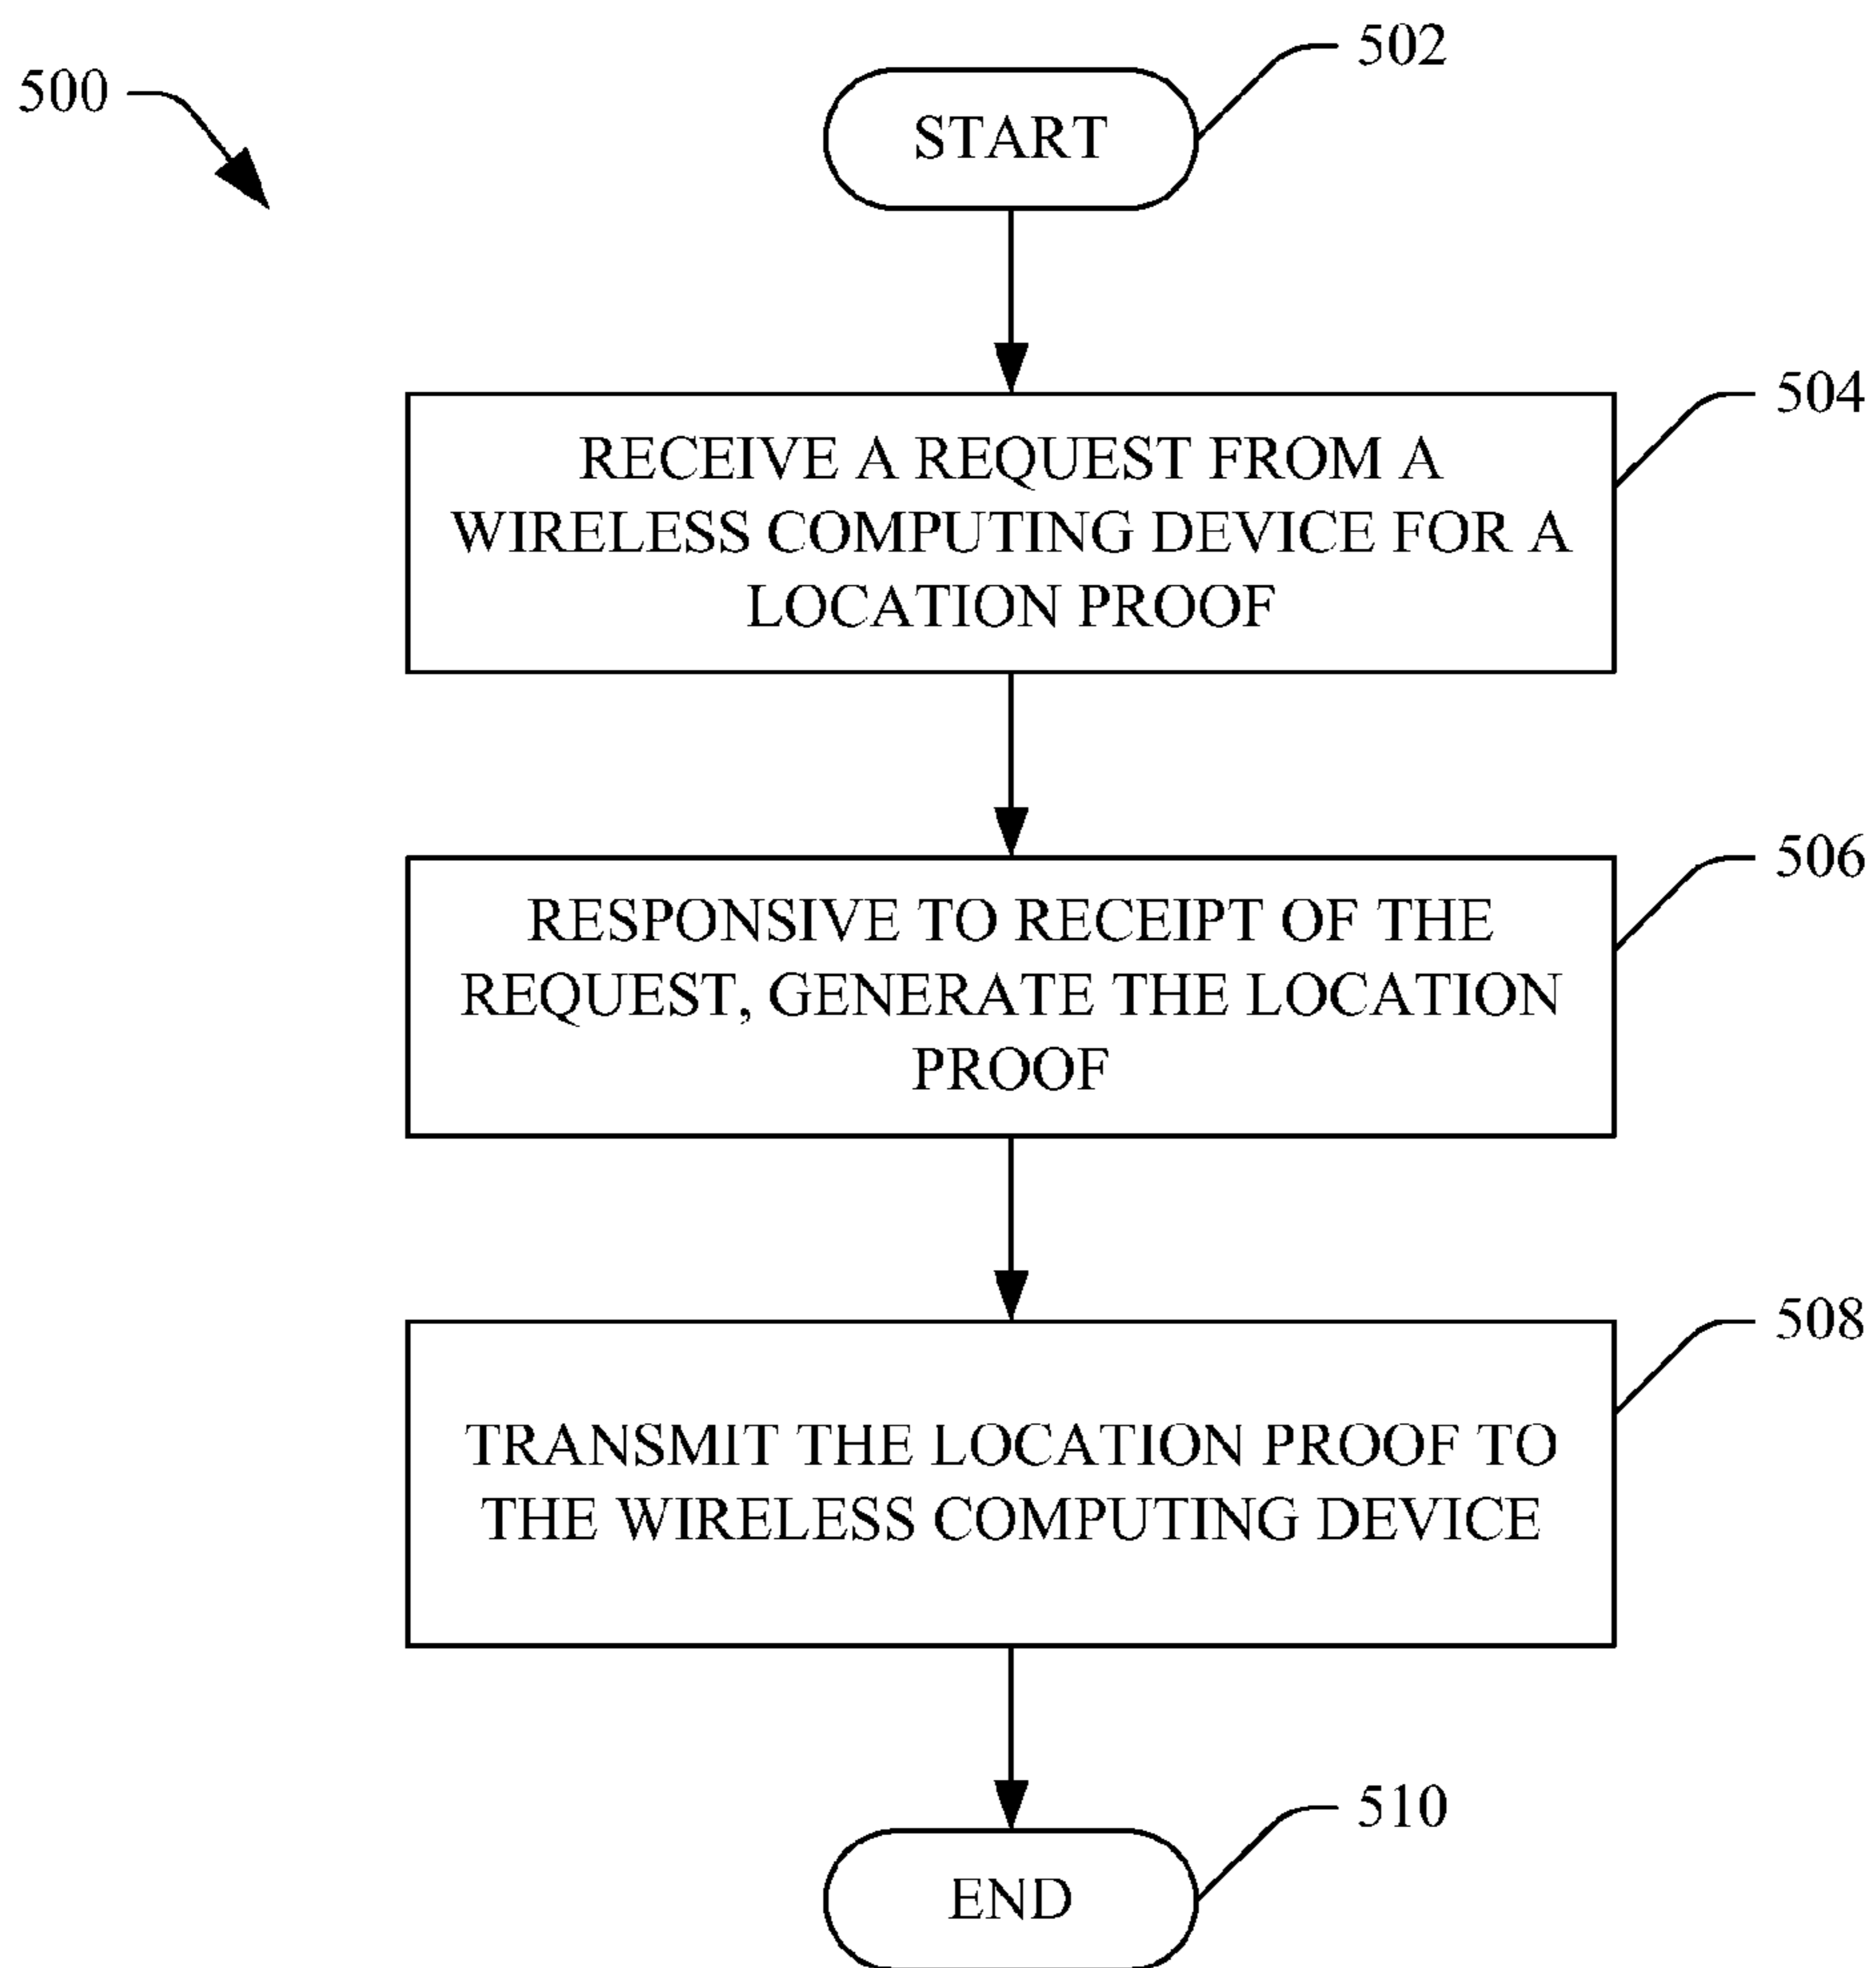 502
500
START
504
RECEIVE A REQUEST FROM A
WIRELESS COMPUTING DEVICE FOR A
LOCATION PROOF
506
RESPONSIVE TO RECEIPT OF THE
REQUEST, GENERATE THE LOCATION
PROOF
508
TRANSMIT THE LOCATION PROOF TO
THE WIRELESS COMPUTING DEVICE
510
END